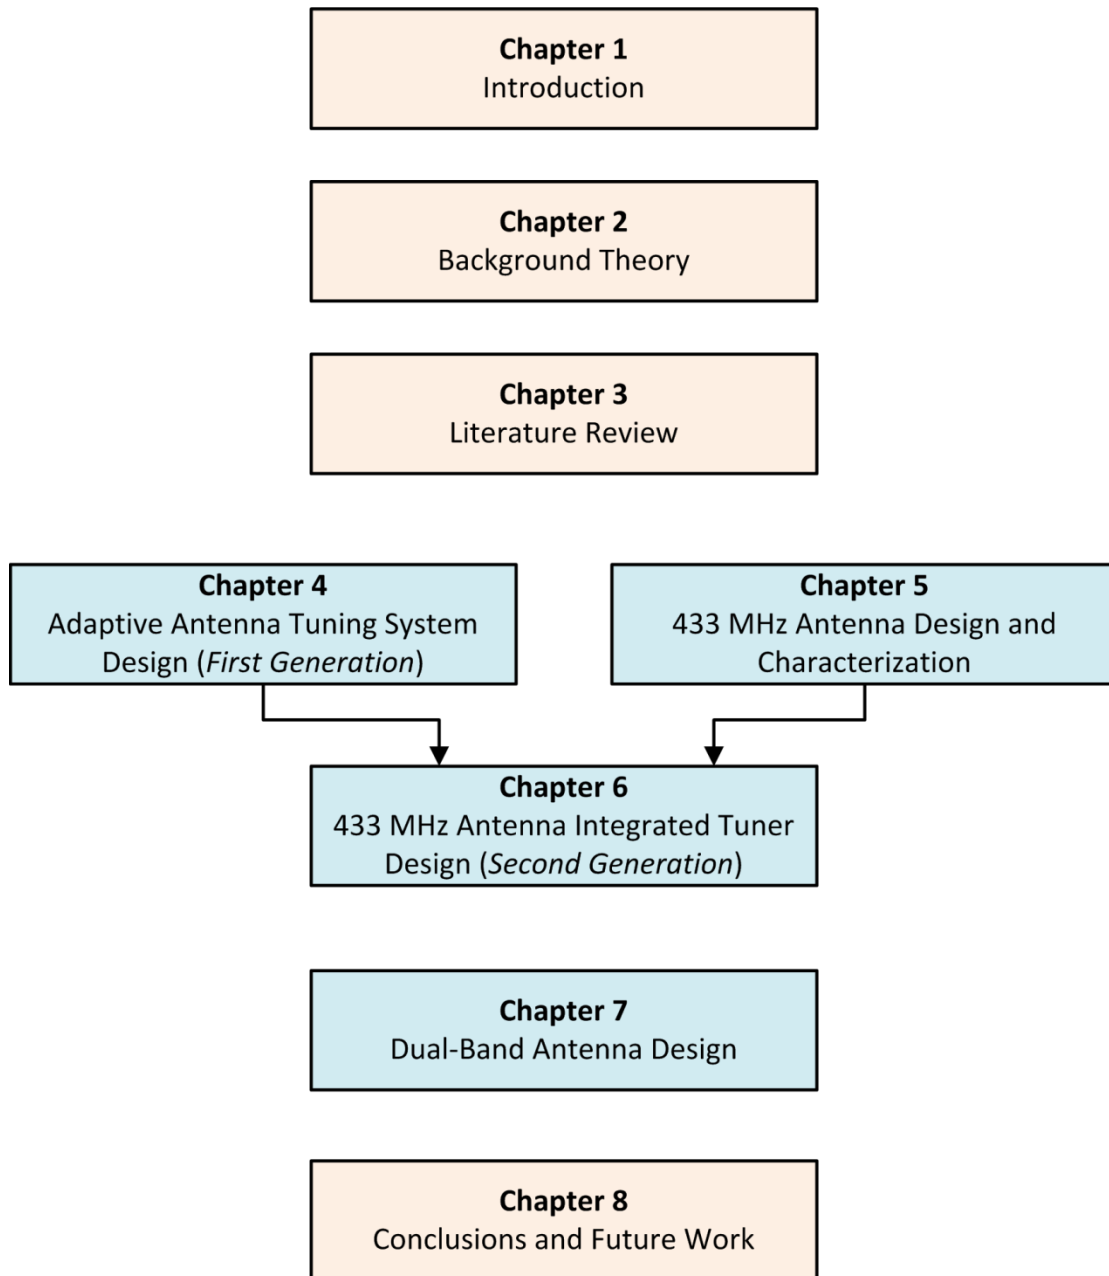 Chapter 1
Introduction
Chapter 2
Background Theory
Chapter 3
Literature Review
Chapter 4
Adaptive Antenna Tuning System
Design (First Generation)
Chapter 5
433 MHz Antenna Design and
Characterization
Chapter 6
433 MHz Antenna Integrated Tuner
Design (Second Generation)
Chapter 7
Dual-Band Antenna Design
Chapter 8
Conclusions and Future Work